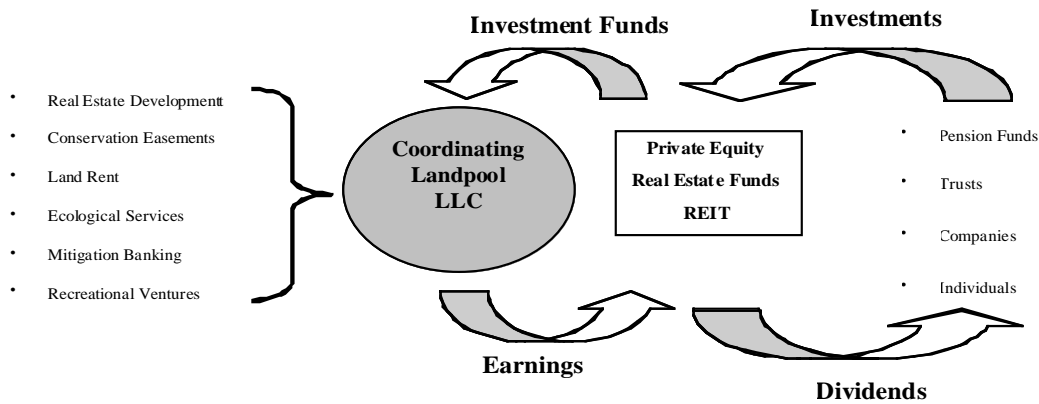 Investment Funds
Investments
• Real Estate Development
• Conservation Easements
• Land Rent
• Ecological Services
• Mitigation Banking
• Recreational Ventures
Coordinating
Landpool
LLC
Private Equity
Real Estate Funds
REIT
• Pension Funds
• Trusts
• Companies
• Individuals
Earnings
Dividends